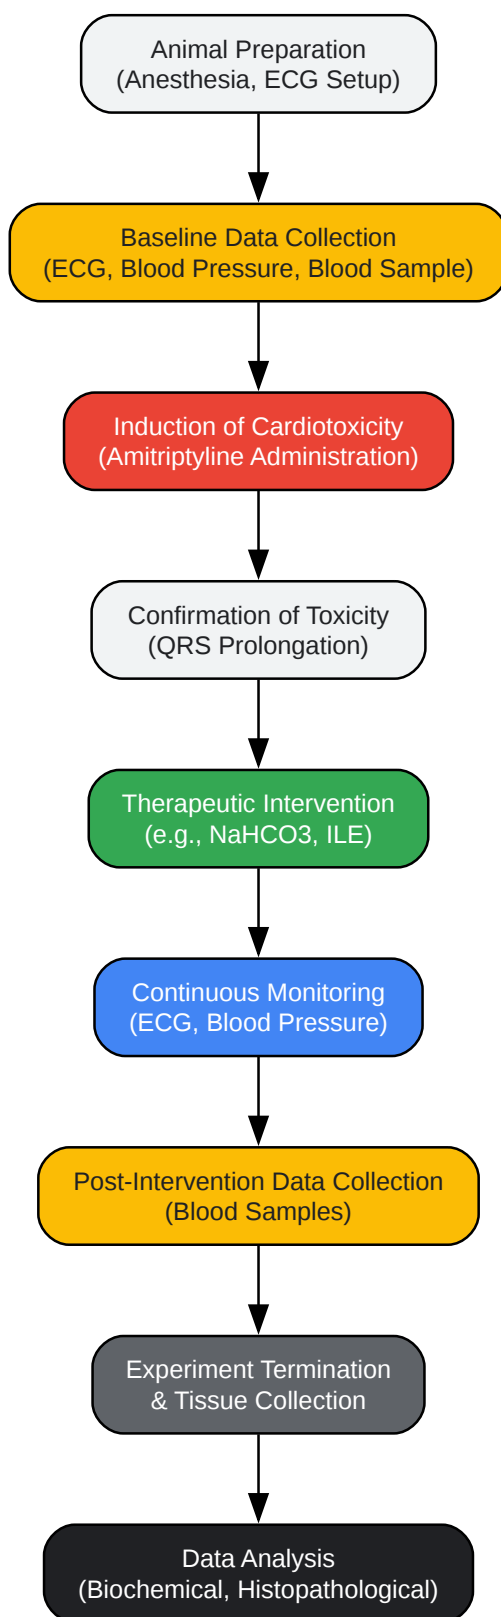 Animal Preparation
(Anesthesia, ECG Setup)
Baseline Data Collection
(ECG, Blood Pressure, Blood Sample)
Induction of Cardiotoxicity
(Amitriptyline Administration)
Confirmation of Toxicity
(QRS Prolongation)
Therapeutic Intervention
(e.g., NaHCO3, ILE)
Continuous Monitoring
(ECG, Blood Pressure)
Post-Intervention Data Collection
(Blood Samples)
Experiment Termination
& Tissue Collection
Data Analysis
(Biochemical, Histopathological)